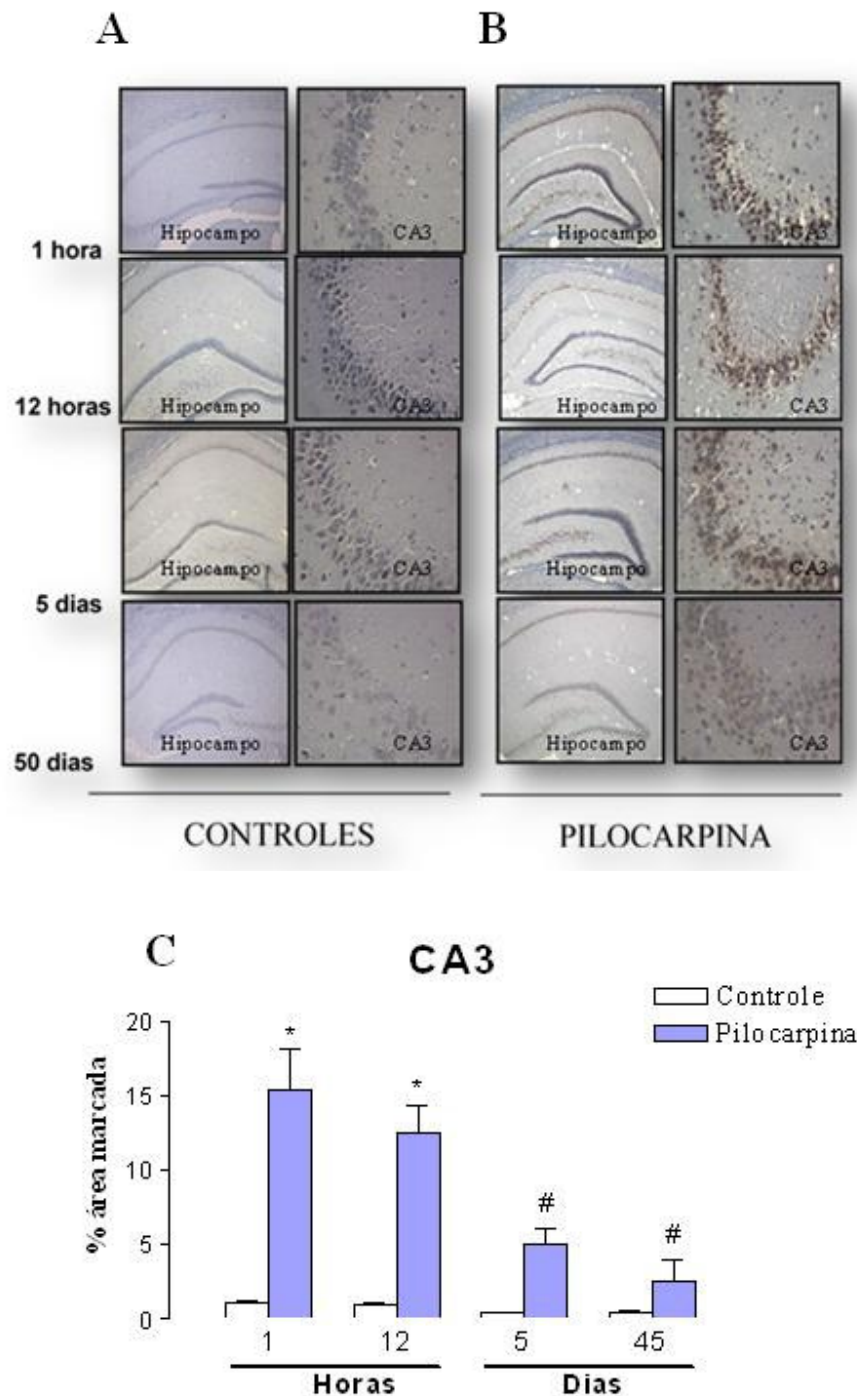 A
B
Hipocampo CA3 Hipocampo CA3
1 hora
Hipocampo CA3 Hipocampo CA3
12 horas
Hipocampo CA3 Hipocampo CA3
5 dias
Hipocampo CA3 Hipocampo CA3
50 dias
CONTROLES
PILOCARPINA
C
CA3
Controle
Pilocarpina
% área marcada
20
15
10
5
0
* * # #
1 12 5 45
Horas Dias